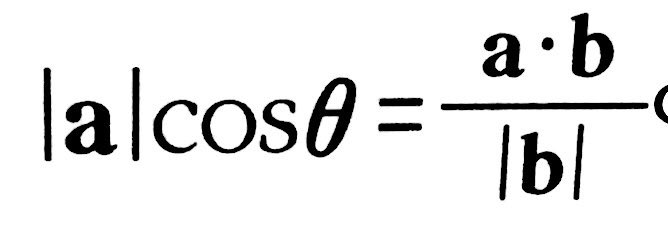 |a|cosθ = a·b / |b|